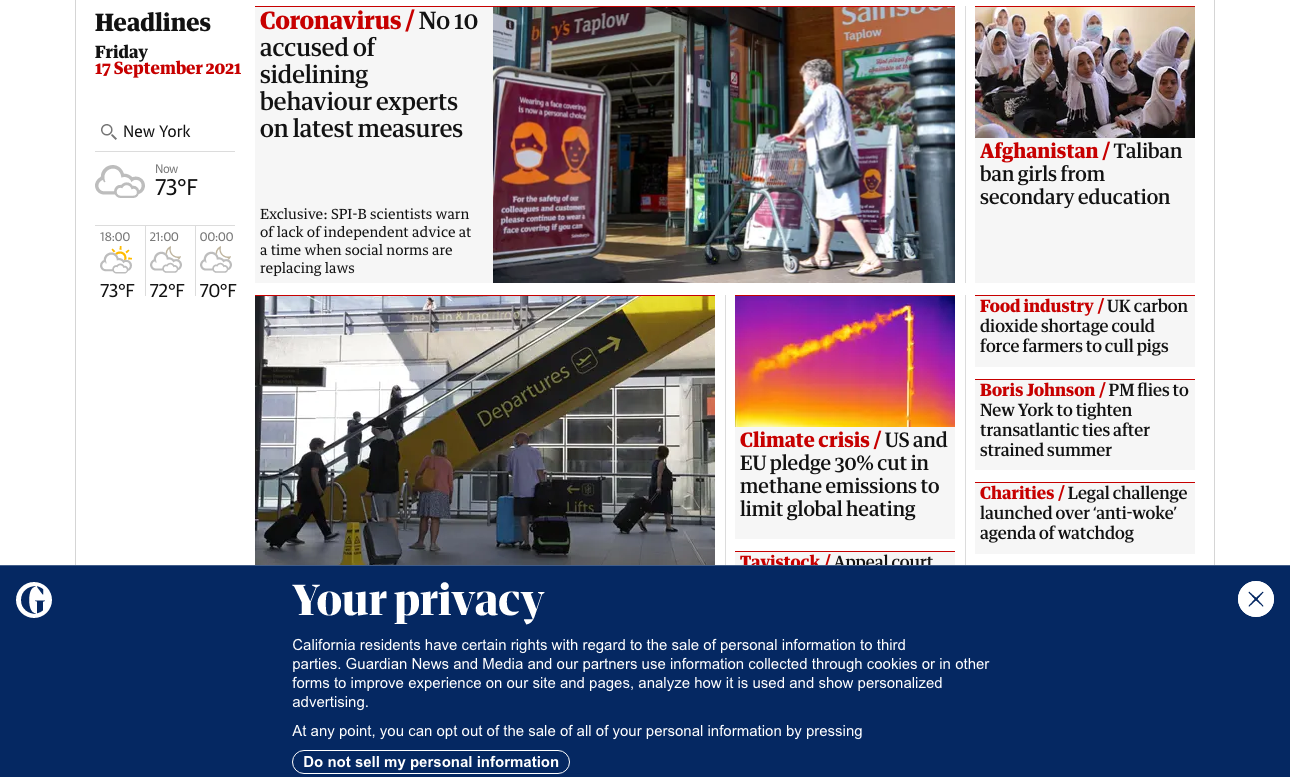 Headlines
Friday
17 September 2021
New York
Now
73°F
18:00
21:00
00:00
73°F
72°F
70°F
Coronavirus / No 10
accused of
sidelining
behaviour experts
on latest measures
Exclusive: SPI-B scientists warn
of lack of independent advice at
a time when social norms are
replacing laws
Taplow
Taplow
Wearing a face covering
is now a personal choice
For the safety of our
colleagues and customers
please continue to wear a
face covering if you can
Afghanistan / Taliban
ban girls from
secondary education
Departures
Lifts
Climate crisis / US and
EU pledge 30% cut in
methane emissions to
limit global heating
Tavistock / Appeal court
Food industry / UK carbon
dioxide shortage could
force farmers to cull pigs
Boris Johnson / PM flies to
New York to tighten
transatlantic ties after
strained summer
Charities / Legal challenge
launched over ‘anti-woke’
agenda of watchdog
Your privacy
California residents have certain rights with regard to the sale of personal information to third
parties. Guardian News and Media and our partners use information collected through cookies or in other
forms to improve experience on our site and pages, analyze how it is used and show personalized
advertising.
At any point, you can opt out of the sale of all of your personal information by pressing
Do not sell my personal information